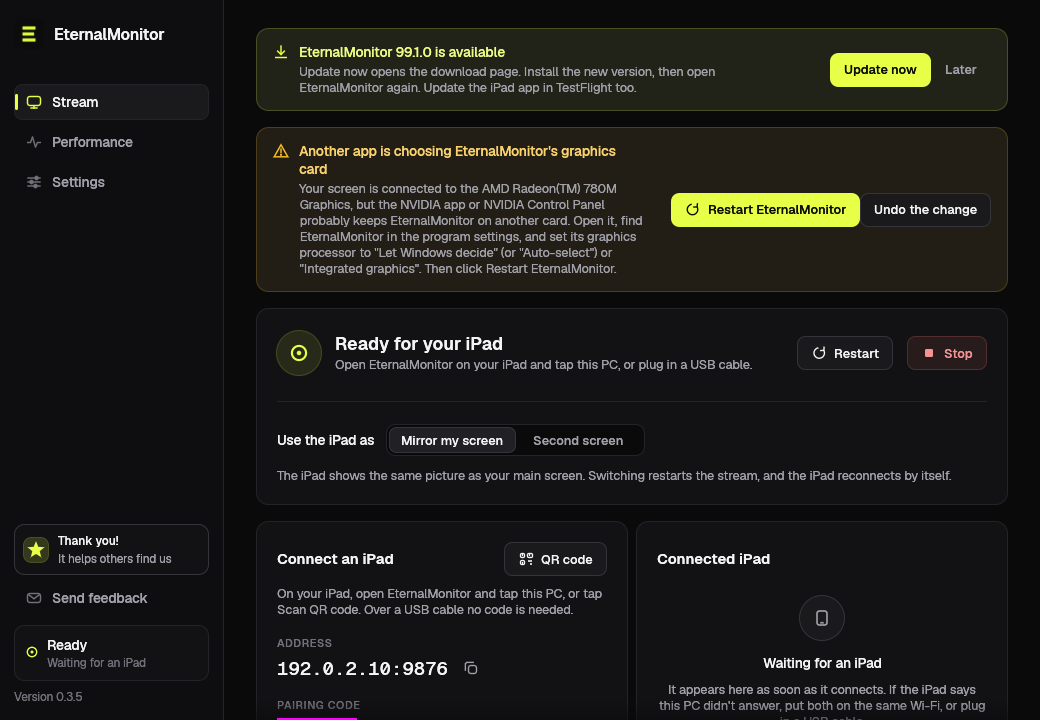 EternalMonitor
Stream
Performance
Settings
Thank you!
It helps others find us
Send feedback
Ready
Waiting for an iPad
Version 0.3.5
EternalMonitor 99.1.0 is available
Update now opens the download page. Install the new version, then open
EternalMonitor again. Update the iPad app in TestFlight too.
Update now
Later
Another app is choosing EternalMonitor's graphics
card
Your screen is connected to the AMD Radeon(TM) 780M
Graphics, but the NVIDIA app or NVIDIA Control Panel
probably keeps EternalMonitor on another card. Open it, find
EternalMonitor in the program settings, and set its graphics
processor to "Let Windows decide" (or "Auto-select") or
"Integrated graphics". Then click Restart EternalMonitor.
Restart EternalMonitor
Undo the change
Ready for your iPad
Open EternalMonitor on your iPad and tap this PC, or plug in a USB cable.
Restart
Stop
Use the iPad as
Mirror my screen
Second screen
The iPad shows the same picture as your main screen. Switching restarts the stream, and the iPad reconnects by itself.
Connect an iPad
QR code
On your iPad, open EternalMonitor and tap this PC, or tap
Scan QR code. Over a USB cable no code is needed.
ADDRESS
192.0.2.10:9876
PAIRING CODE
Connected iPad
Waiting for an iPad
It appears here as soon as it connects. If the iPad says
this PC didn't answer, put both on the same Wi-Fi, or plug
in a USB cable.